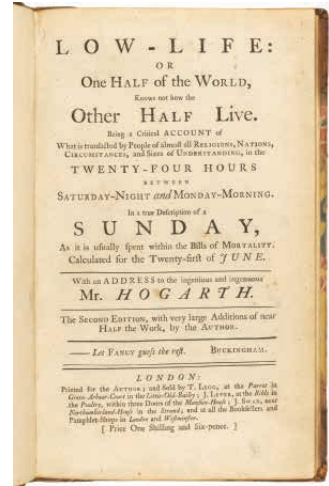 LOW-LIFE:
OR
One HALF of the WORLD,
Knows not how the
Other HALF Live.
Being a Critical ACCOUNT of
What is transacted by People of almost all RELIGIONS, NATIONS,
CIRCUMSTANCES, and Sizes of UNDERSTANDING, in the
TWENTY-FOUR HOURS
BETWEEN
SATURDAY-NIGHT and MONDAY-MORNING.
In a true Description of a
SUNDAY,
As it is usually spent within the Bills of MORTALITY.
Calculated for the Twenty-first of JUNE.
With an ADDRESS to the ingenious and ingenuous
Mr. HOGARTH.
The SECOND EDITION, with very large Additions of near
HALF the Work, by the AUTHOR.
—— Let FANCY guess the rest. BUCKINGHAM.
LONDON:
Printed for the AUTHOR; and sold by T. LEGG, at the Parrot in
Green-Arbour-Court in the Little-Old-Bailey; J. LEVER, at the Bible in
the Poultry, within three Doors of the Mansion-House; J. SWAN, near
Northumberland-House in the Strand; and at all the Booksellers and
Pamphlet-Shops in London and Westminster.
[ Price One Shilling and Six-pence. ]